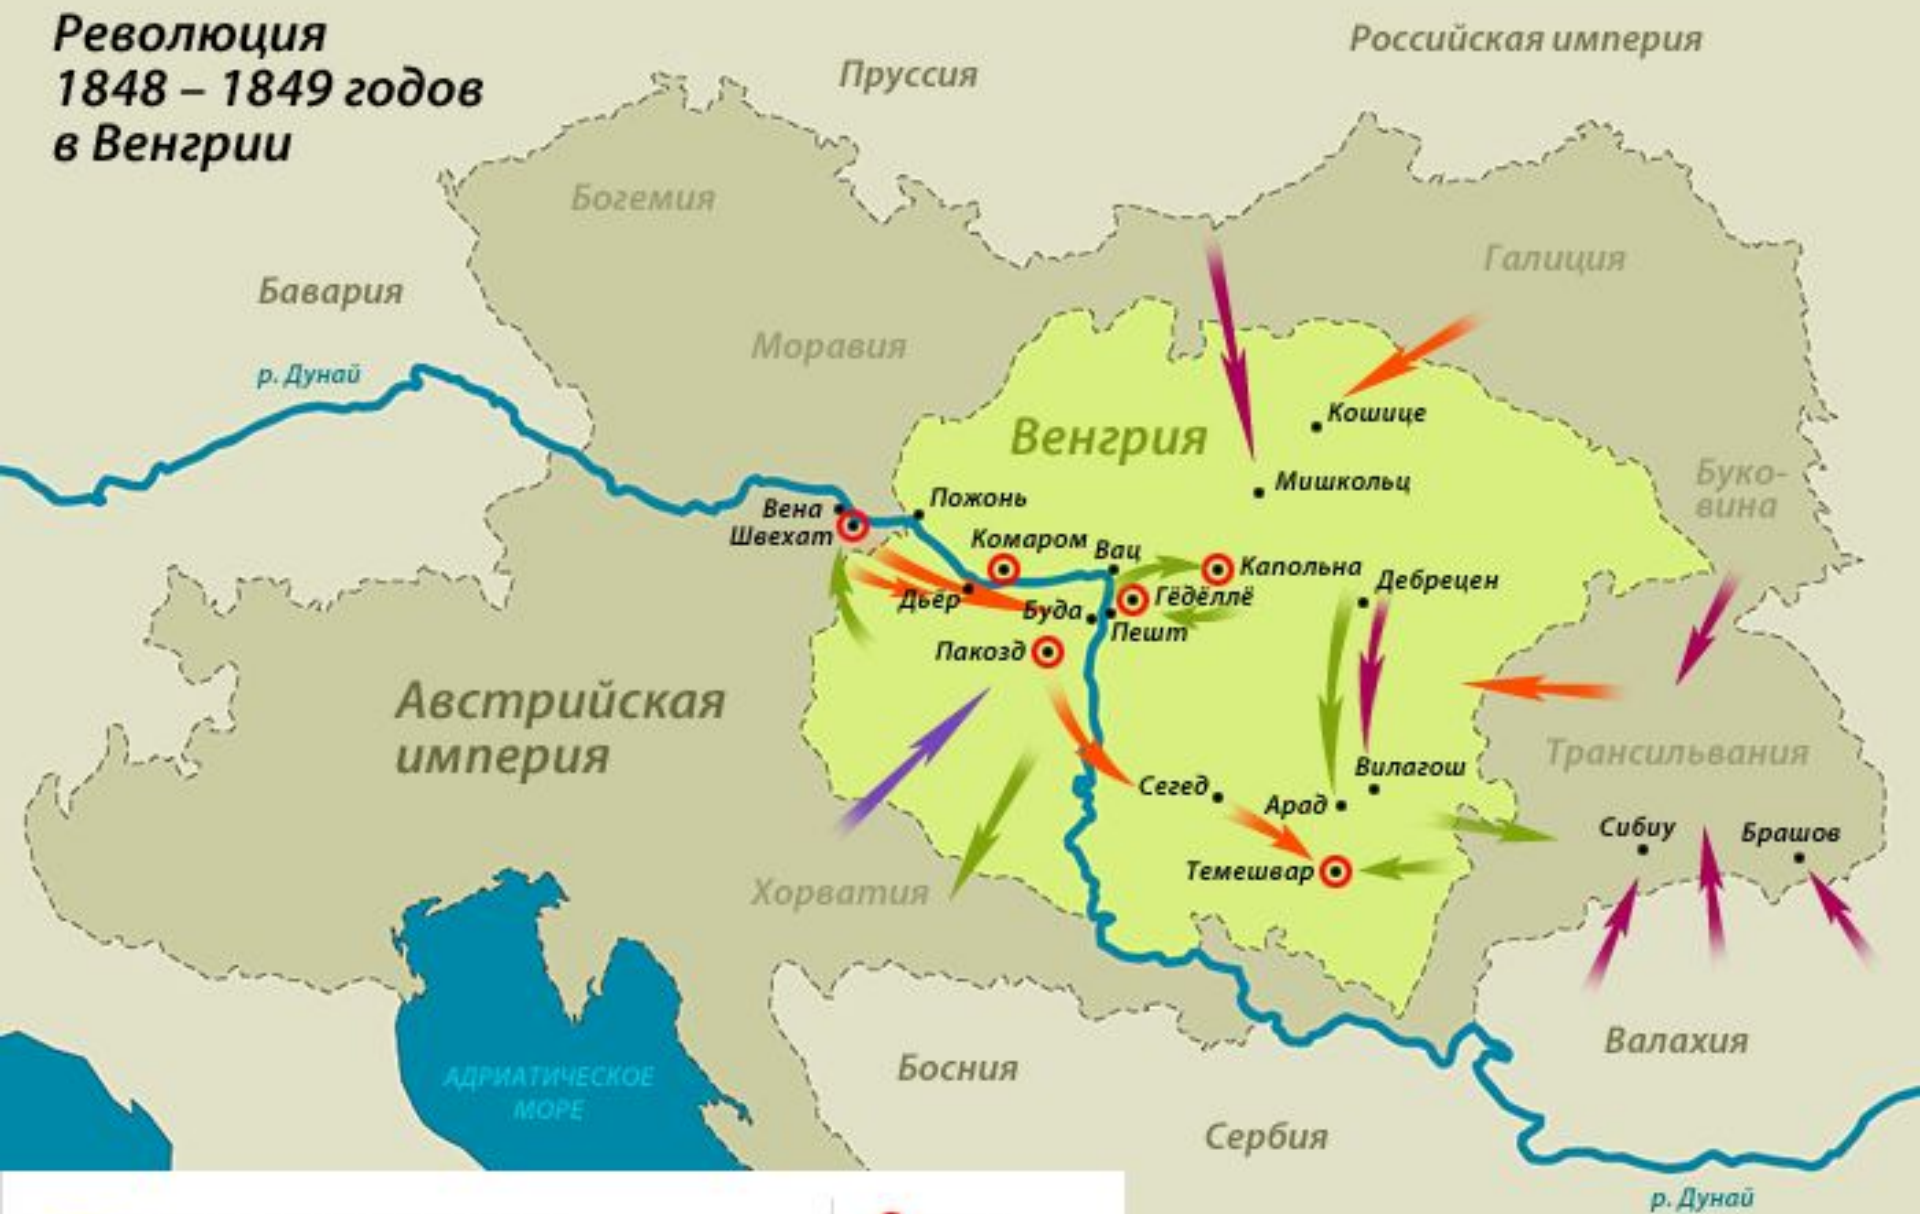 Революция
1848 – 1849 годов
в Венгрии
Пруссия
Российская империя
Богемия
Галиция
Бавария
Моравия
р. Дунай
Кошице
Венгрия
Мишкольц
Буко-
вина
Пожонь
Вена
Швехат
Комаром
Вац
Капольна
Дебрецен
Дьёр
Буда
Гёдёллё
Пешт
Пакозд
Австрийская
империя
Трансильвания
Вилагош
Сегед
Арад
Сибиу
Брашов
Темешвар
Хорватия
Валахия
Босния
АДРИАТИЧЕСКОЕ
МОРЕ
Сербия
р. Дунай